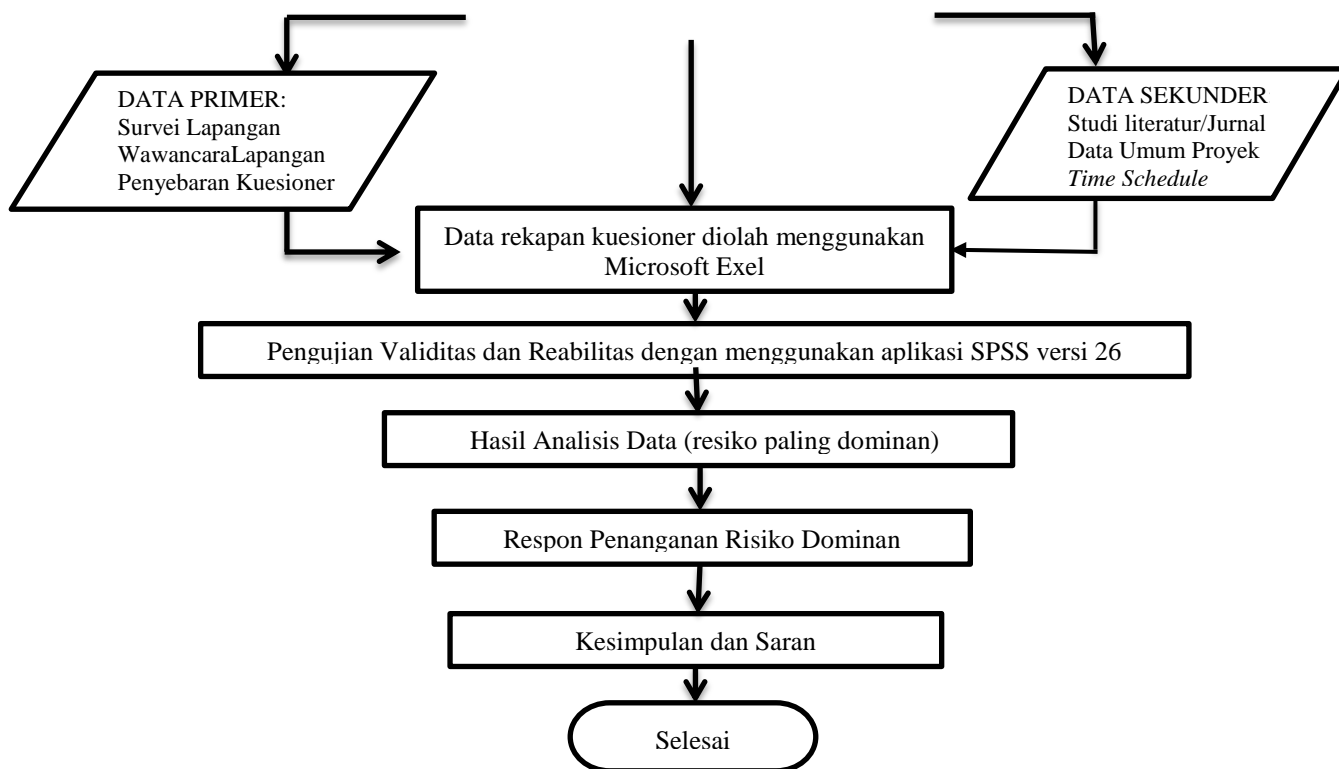 DATA PRIMER:
Survei Lapangan
WawancaraLapangan
Penyebaran Kuesioner
DATA SEKUNDER
Studi literatur/Jurnal
Data Umum Proyek
Time Schedule
Data rekapan kuesioner diolah menggunakan
Microsoft Exel
Pengujian Validitas dan Reabilitas dengan menggunakan aplikasi SPSS versi 26
Hasil Analisis Data (resiko paling dominan)
Respon Penanganan Risiko Dominan
Kesimpulan dan Saran
Selesai